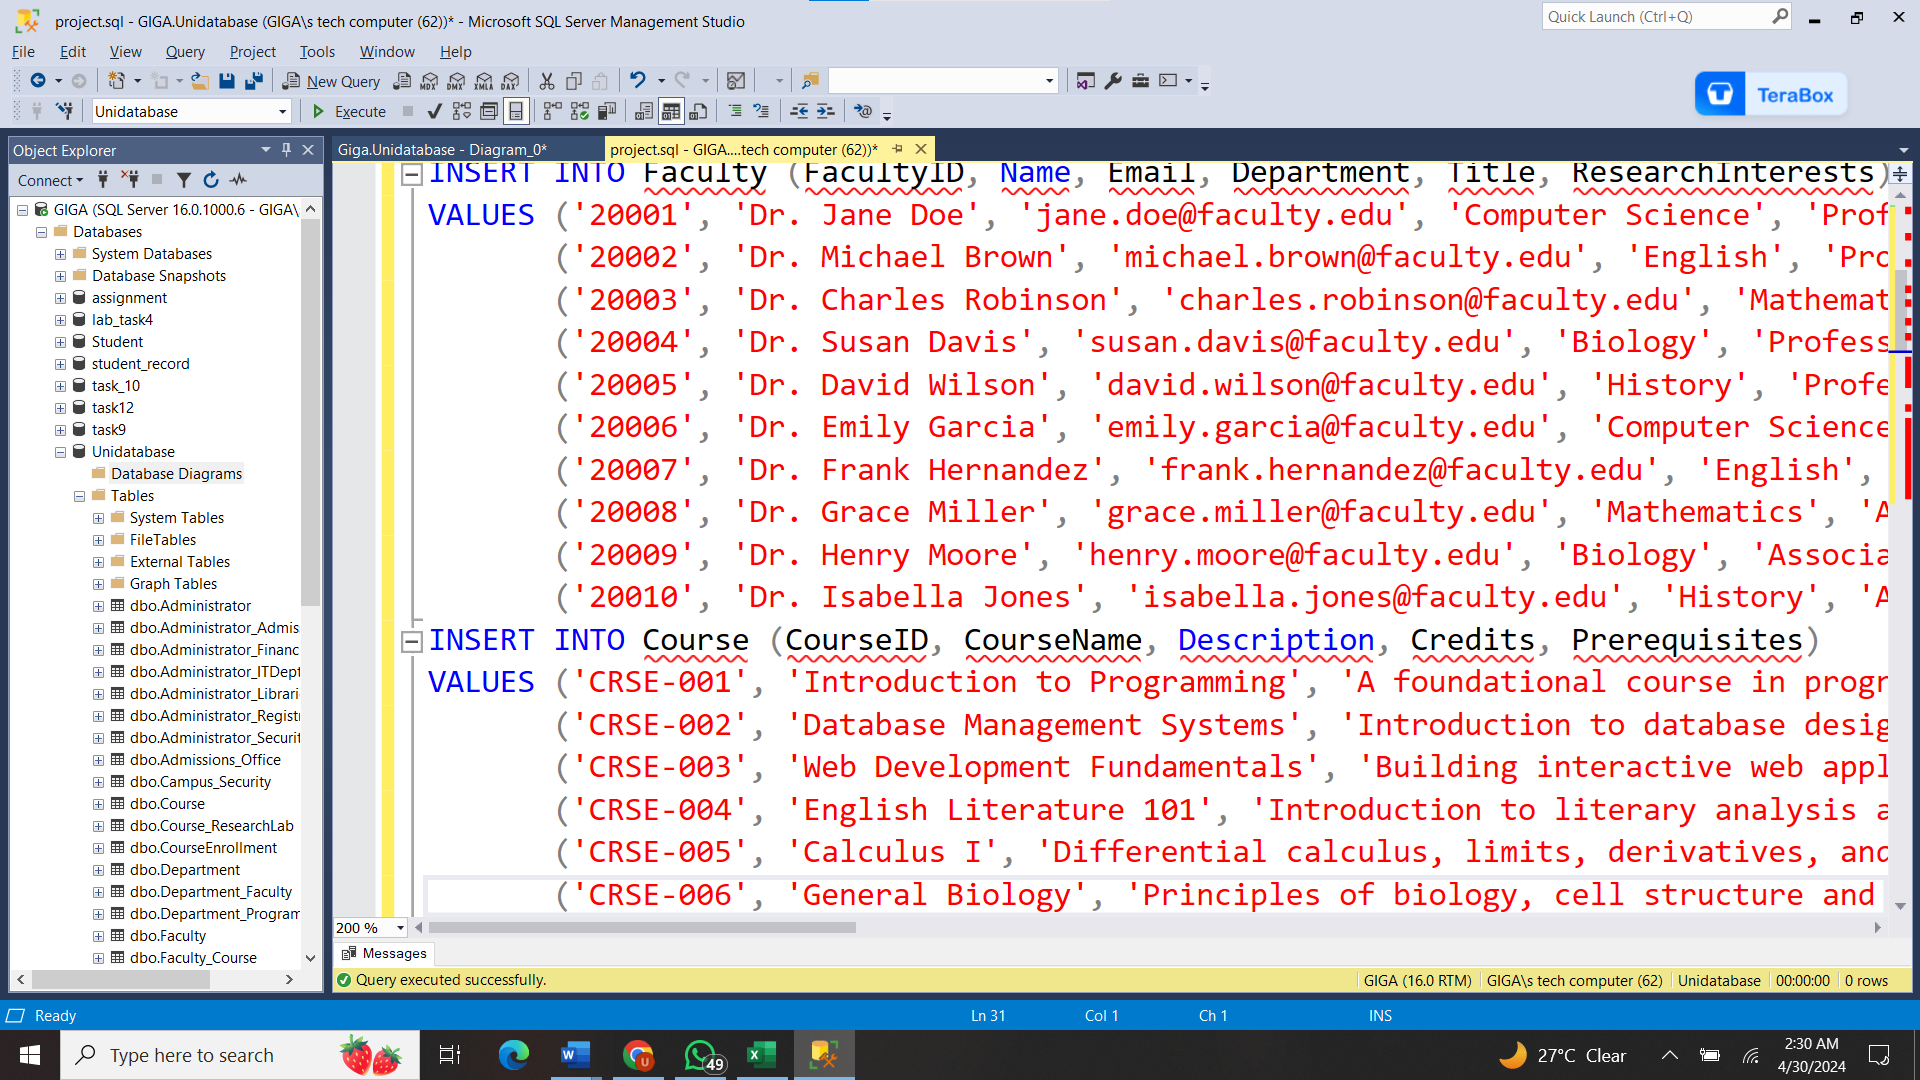 project.sql - GIGA.Unidatabase (GIGA\s tech computer (62))* - Microsoft SQL Server Management Studio
Quick Launch (Ctrl+Q)
File Edit View Query Project Tools Window Help
New Query MDX DMX XMLA DAX
TeraBox
Unidatabase Execute
Object Explorer
Giga.Unidatabase - Diagram_0*
project.sql - GIGA....tech computer (62))*
Connect
GIGA (SQL Server 16.0.1000.6 - GIGA\
Databases
System Databases
Database Snapshots
assignment
lab_task4
Student
student_record
task_10
task12
task9
Unidatabase
Database Diagrams
Tables
System Tables
FileTables
External Tables
Graph Tables
dbo.Administrator
dbo.Administrator_Admis
dbo.Administrator_Financ
dbo.Administrator_ITDept
dbo.Administrator_Librari
dbo.Administrator_Registr
dbo.Administrator_Securit
dbo.Admissions_Office
dbo.Campus_Security
dbo.Course
dbo.Course_ResearchLab
dbo.CourseEnrollment
dbo.Department
dbo.Department_Faculty
dbo.Department_Program
dbo.Faculty
dbo.Faculty_Course
INSERT INTO Faculty (FacultyID, Name, Email, Department, Title, ResearchInterests)
VALUES ('20001', 'Dr. Jane Doe', 'jane.doe@faculty.edu', 'Computer Science', 'Prof
('20002', 'Dr. Michael Brown', 'michael.brown@faculty.edu', 'English', 'Pro
('20003', 'Dr. Charles Robinson', 'charles.robinson@faculty.edu', 'Mathemat
('20004', 'Dr. Susan Davis', 'susan.davis@faculty.edu', 'Biology', 'Profess
('20005', 'Dr. David Wilson', 'david.wilson@faculty.edu', 'History', 'Profe
('20006', 'Dr. Emily Garcia', 'emily.garcia@faculty.edu', 'Computer Science
('20007', 'Dr. Frank Hernandez', 'frank.hernandez@faculty.edu', 'English',
('20008', 'Dr. Grace Miller', 'grace.miller@faculty.edu', 'Mathematics', 'A
('20009', 'Dr. Henry Moore', 'henry.moore@faculty.edu', 'Biology', 'Associa
('20010', 'Dr. Isabella Jones', 'isabella.jones@faculty.edu', 'History', 'A
INSERT INTO Course (CourseID, CourseName, Description, Credits, Prerequisites)
VALUES ('CRSE-001', 'Introduction to Programming', 'A foundational course in progr
('CRSE-002', 'Database Management Systems', 'Introduction to database desig
('CRSE-003', 'Web Development Fundamentals', 'Building interactive web appl
('CRSE-004', 'English Literature 101', 'Introduction to literary analysis a
('CRSE-005', 'Calculus I', 'Differential calculus, limits, derivatives, and
('CRSE-006', 'General Biology', 'Principles of biology, cell structure and
200 %
Messages
Query executed successfully.
GIGA (16.0 RTM) GIGA\s tech computer (62) Unidatabase 00:00:00 0 rows
Ready Ln 31 Col 1 Ch 1 INS
Type here to search
49
27°C Clear
2:30 AM
4/30/2024